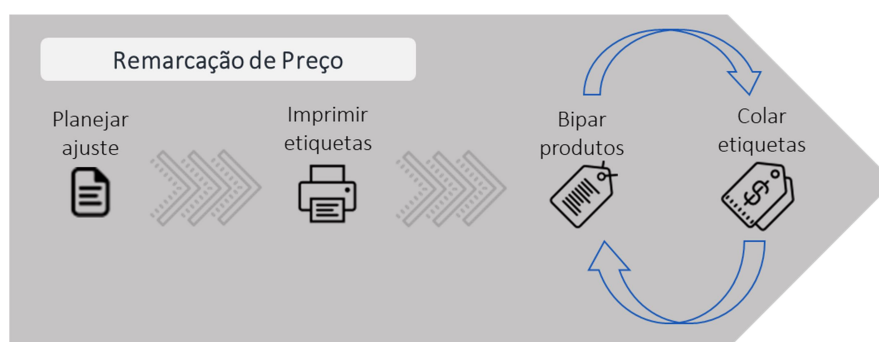 Remarcação de Preço
Planejar
ajuste
Imprimir
etiquetas
Bipar
produtos
Colar
etiquetas
$